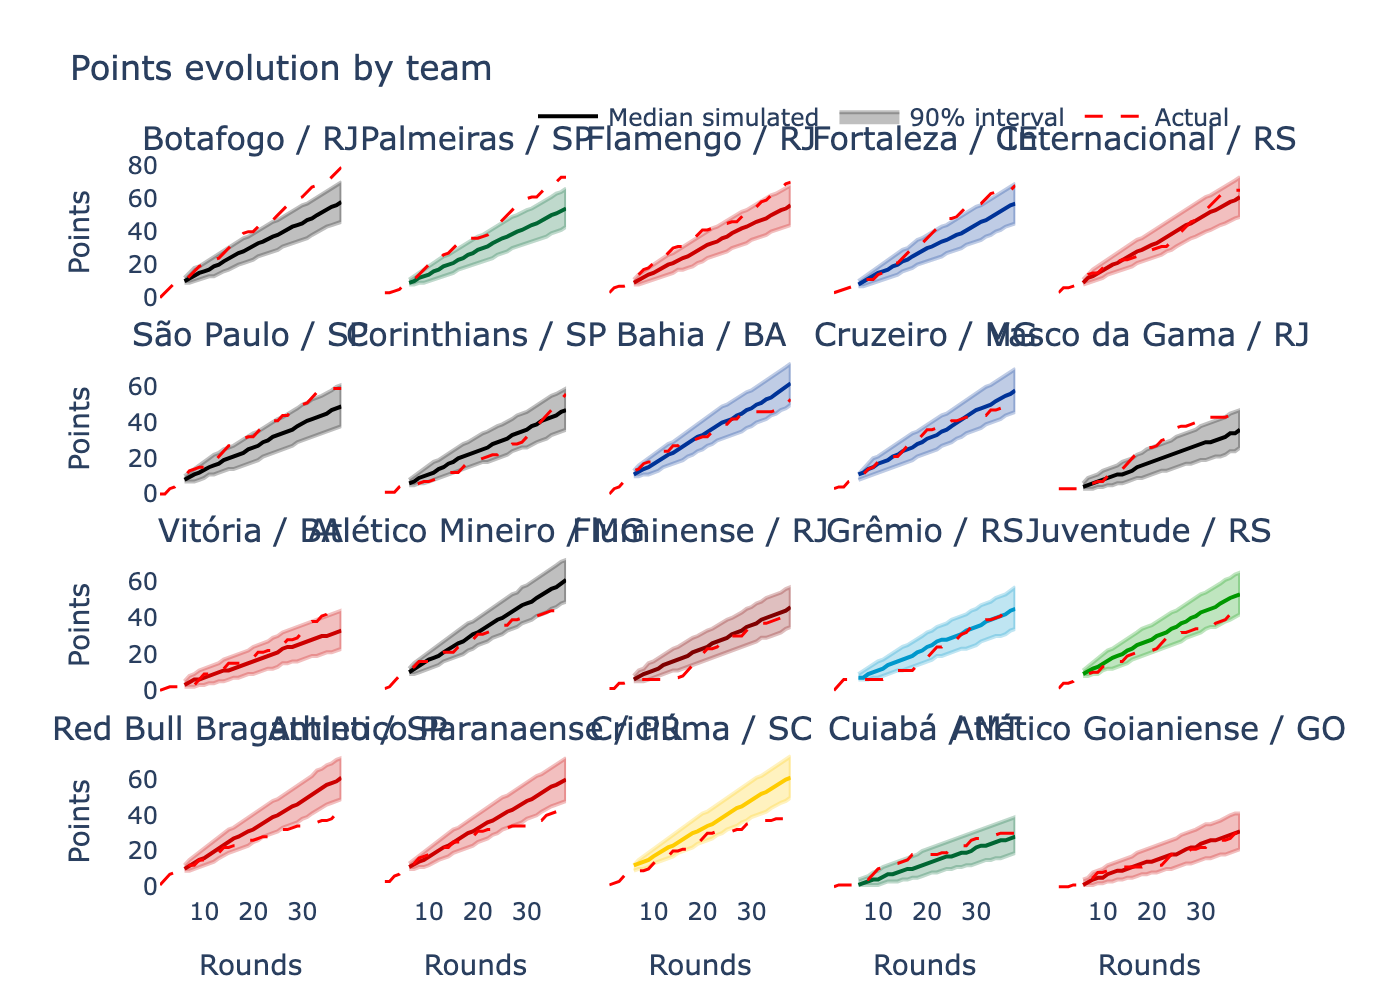 Points evolution by team
Median simulated 90% interval Actual
Botafogo / RJ Palmeiras / SP Flamengo / RJ Fortaleza / CE Internacional / RS
80
60
40
20
0
Points
São Paulo / SP Corinthians / SP Bahia / BA Cruzeiro / MG Vasco da Gama / RJ
60
40
20
0
Points
Vitória / BA Atlético Mineiro / MG Fluminense / RJ Grêmio / RS Juventude / RS
60
40
20
0
Points
Red Bull Bragantino / SP Athletico Paranaense / PR Criciúma / SC Cuiabá / MT Atlético Goianiense / GO
60
40
20
0
Points
10 20 30 10 20 30 10 20 30 10 20 30 10 20 30
Rounds Rounds Rounds Rounds Rounds